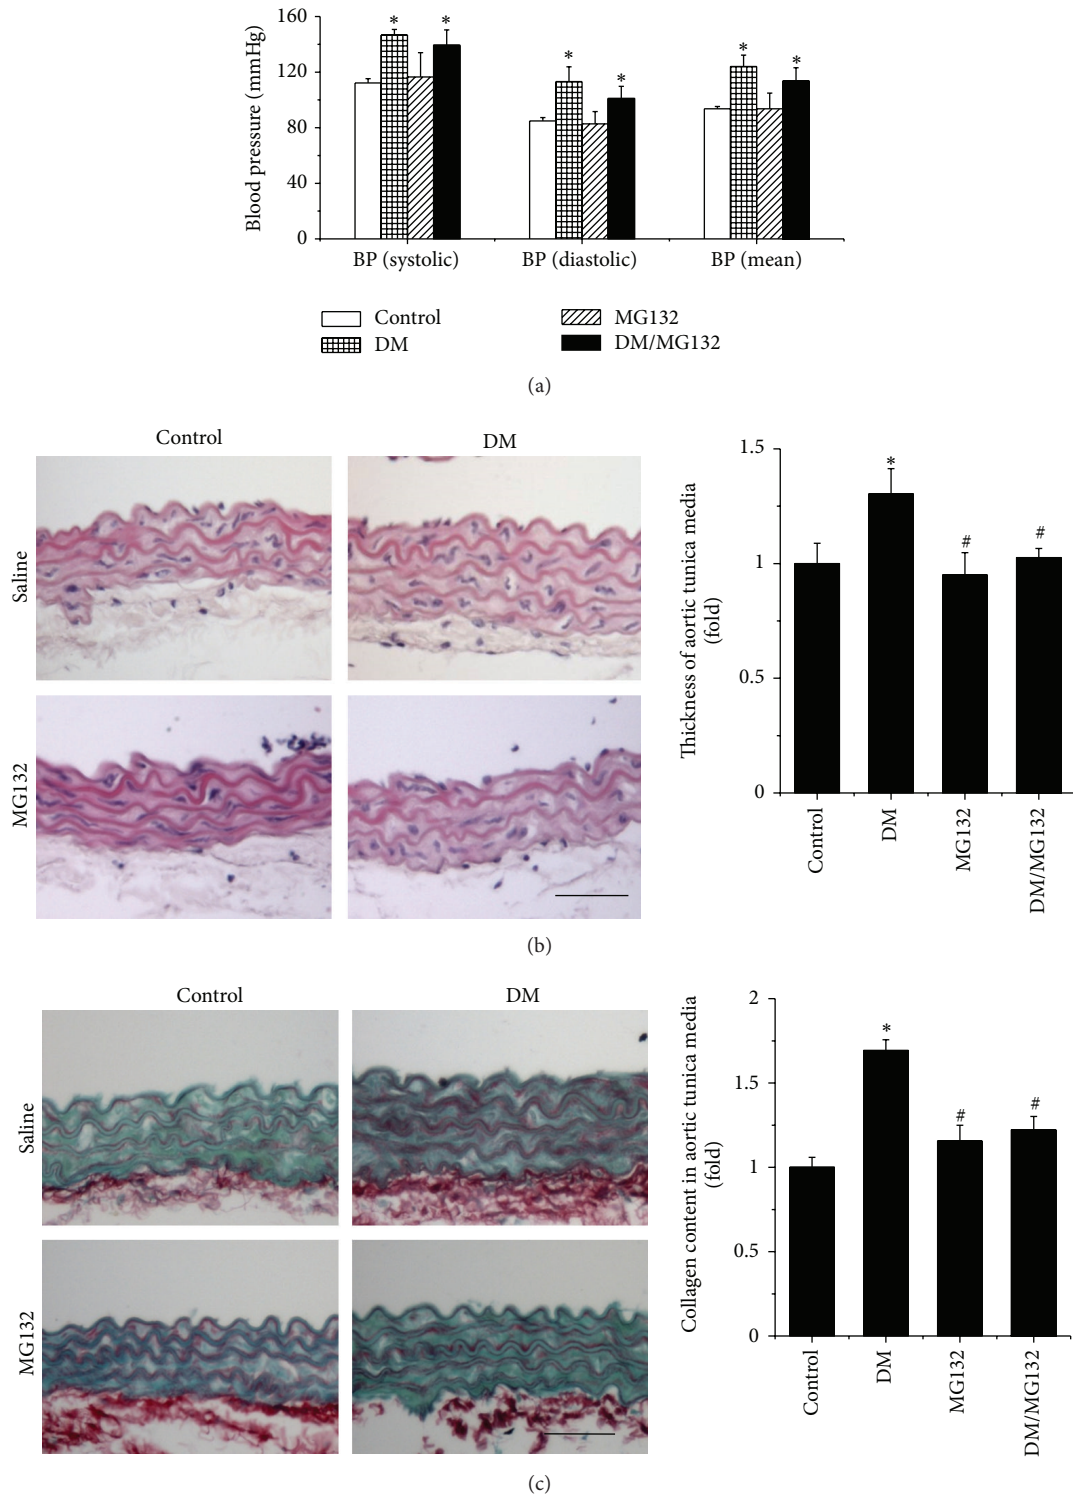 160
120
80
40
0
Blood pressure (mmHg)
* * * * * *
BP (systolic) BP (diastolic) BP (mean)
Control MG132
DM DM/MG132
(a)
Control DM
Saline
MG132
1.5
1
0.5
0
Thickness of aortic tunica media
(fold)
* # #
Control DM MG132 DM/MG132
(b)
Control DM
Saline
MG132
2
1.5
1
0.5
0
Collagen content in aortic tunica media
(fold)
* # #
Control DM MG132 DM/MG132
(c)